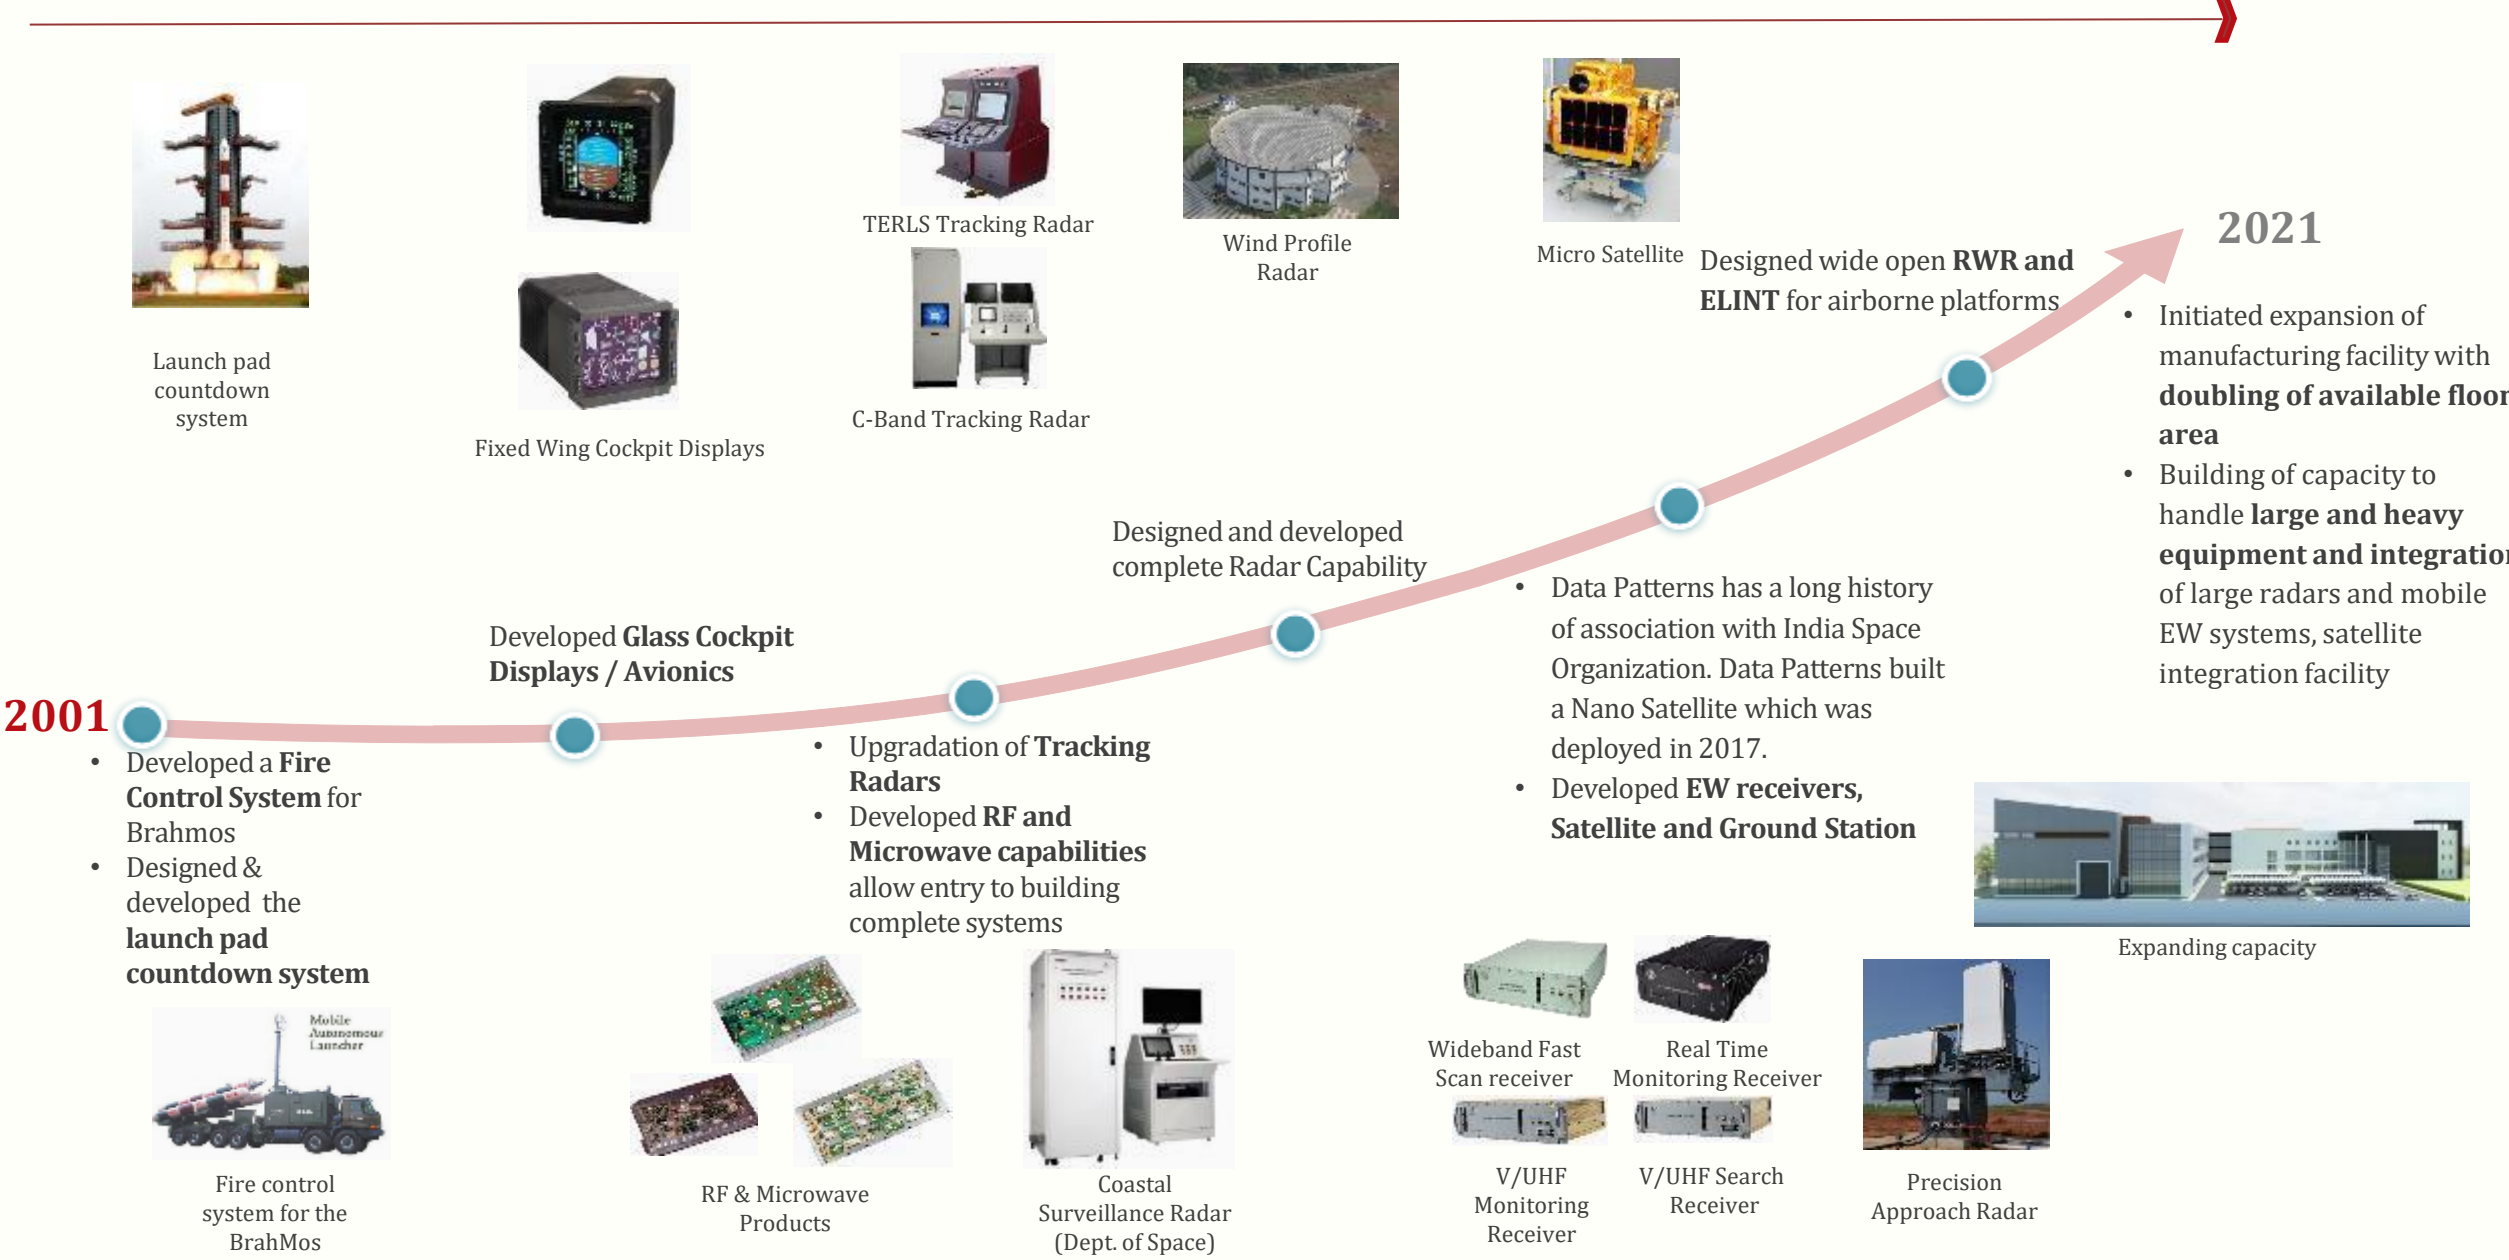 Launch pad
countdown
system
Fixed Wing Cockpit Displays
TERLS Tracking Radar
C-Band Tracking Radar
Wind Profile
Radar
Micro Satellite
Designed wide open RWR and
ELINT for airborne platforms
2021
• Initiated expansion of
manufacturing facility with
doubling of available floor
area
• Building of capacity to
handle large and heavy
equipment and integration
of large radars and mobile
EW systems, satellite
integration facility
Designed and developed
complete Radar Capability
Developed Glass Cockpit
Displays / Avionics
2001
• Developed a Fire
Control System for
Brahmos
• Designed &
developed the
launch pad
countdown system
• Upgradation of Tracking
Radars
• Developed RF and
Microwave capabilities
allow entry to building
complete systems
• Data Patterns has a long history
of association with India Space
Organization. Data Patterns built
a Nano Satellite which was
deployed in 2017.
• Developed EW receivers,
Satellite and Ground Station
Expanding capacity
Mobile
Autonomous
Launcher
Fire control
system for the
BrahMos
RF & Microwave
Products
Coastal
Surveillance Radar
(Dept. of Space)
Wideband Fast
Scan receiver
Real Time
Monitoring Receiver
V/UHF
Monitoring
Receiver
V/UHF Search
Receiver
Precision
Approach Radar